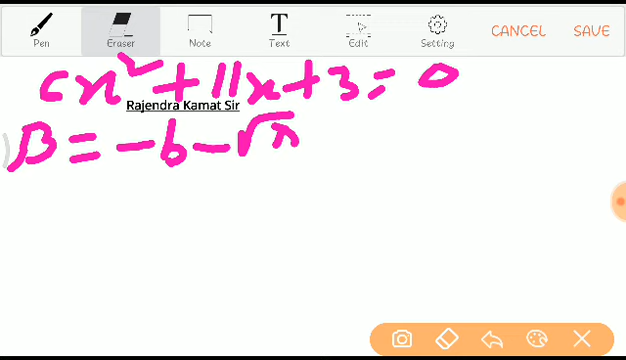 Pen Eraser Note Text Edit Setting CANCEL SAVE
6x² + 11x + 3 = 0
Rajendra Kamat Sir
β = -b - √